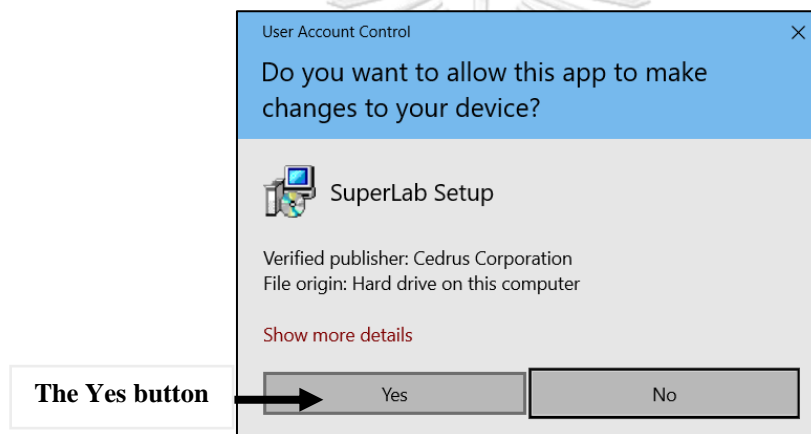 User Account Control
Do you want to allow this app to make
changes to your device?
SuperLab Setup
Verified publisher: Cedrus Corporation
File origin: Hard drive on this computer
Show more details
The Yes button
Yes
No